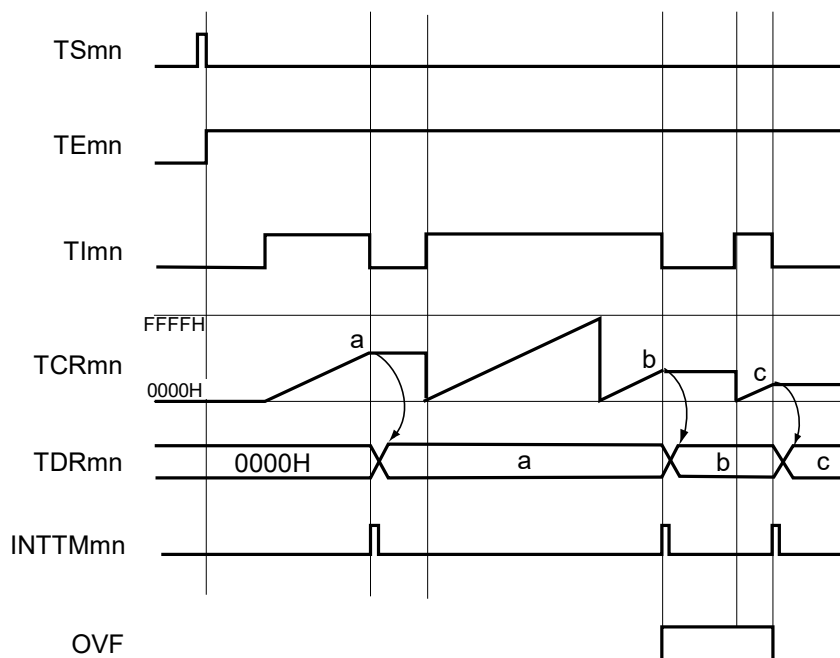 TSmn
TEmn
TImn
FFFFH
a
b
TCRmn
c
0000H
TDRmn
0000H
a
b
c
INTTMmn
OVF